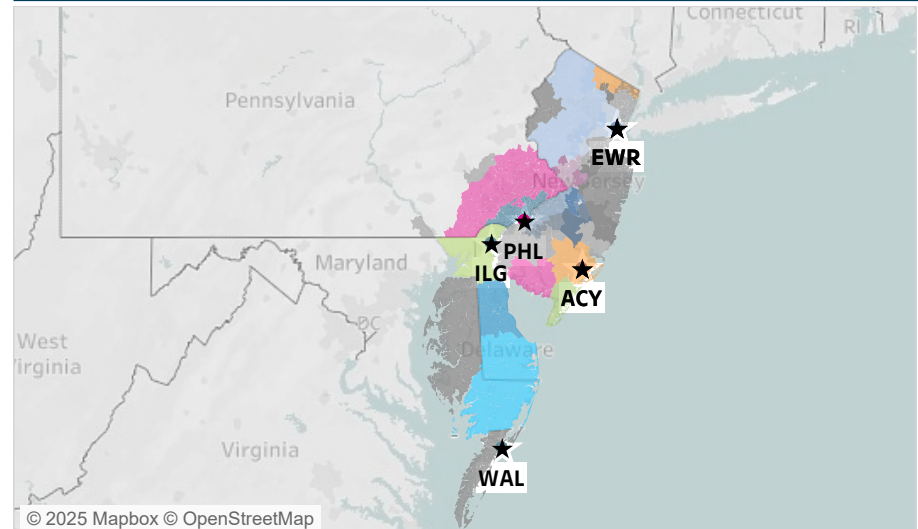 Connecticut
RI
Pennsylvania
EWR
New Jersey
PHL
Maryland
ILG
ACY
DC
West
Virginia
Delaware
Virginia
WAL
© 2025 Mapbox © OpenStreetMap